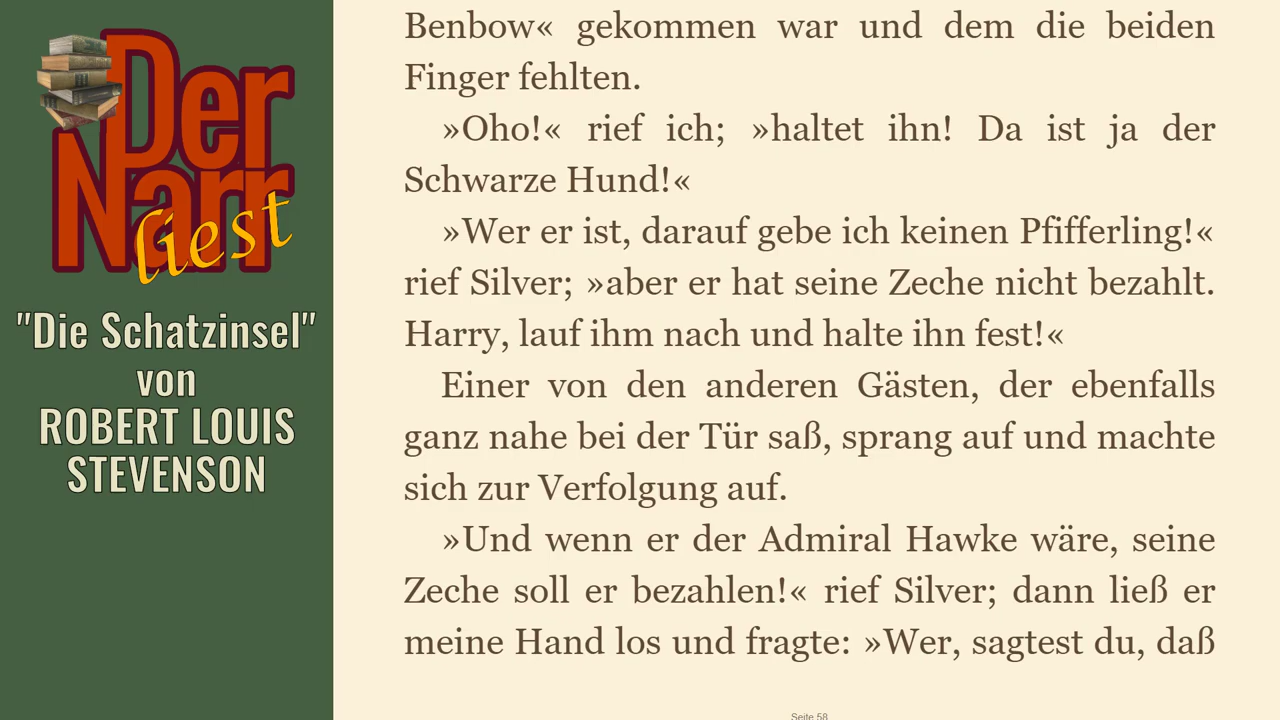 Der
Narr
liest
"Die Schatzinsel"
von
ROBERT LOUIS
STEVENSON
Benbow« gekommen war und dem die beiden
Finger fehlten.
»Oho!« rief ich; »haltet ihn! Da ist ja der
Schwarze Hund!«
»Wer er ist, darauf gebe ich keinen Pfifferling!«
rief Silver; »aber er hat seine Zeche nicht bezahlt.
Harry, lauf ihm nach und halte ihn fest!«
Einer von den anderen Gästen, der ebenfalls
ganz nahe bei der Tür saß, sprang auf und machte
sich zur Verfolgung auf.
»Und wenn er der Admiral Hawke wäre, seine
Zeche soll er bezahlen!« rief Silver; dann ließ er
meine Hand los und fragte: »Wer, sagtest du, daß
Seite 58